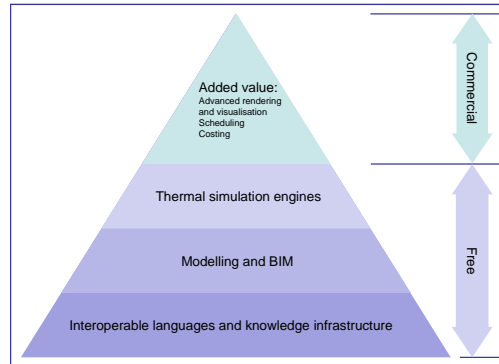 Added value:
Advanced rendering
and visualisation
Scheduling
Costing
Thermal simulation engines
Modelling and BIM
Interoperable languages and knowledge infrastructure
Commercial
Free